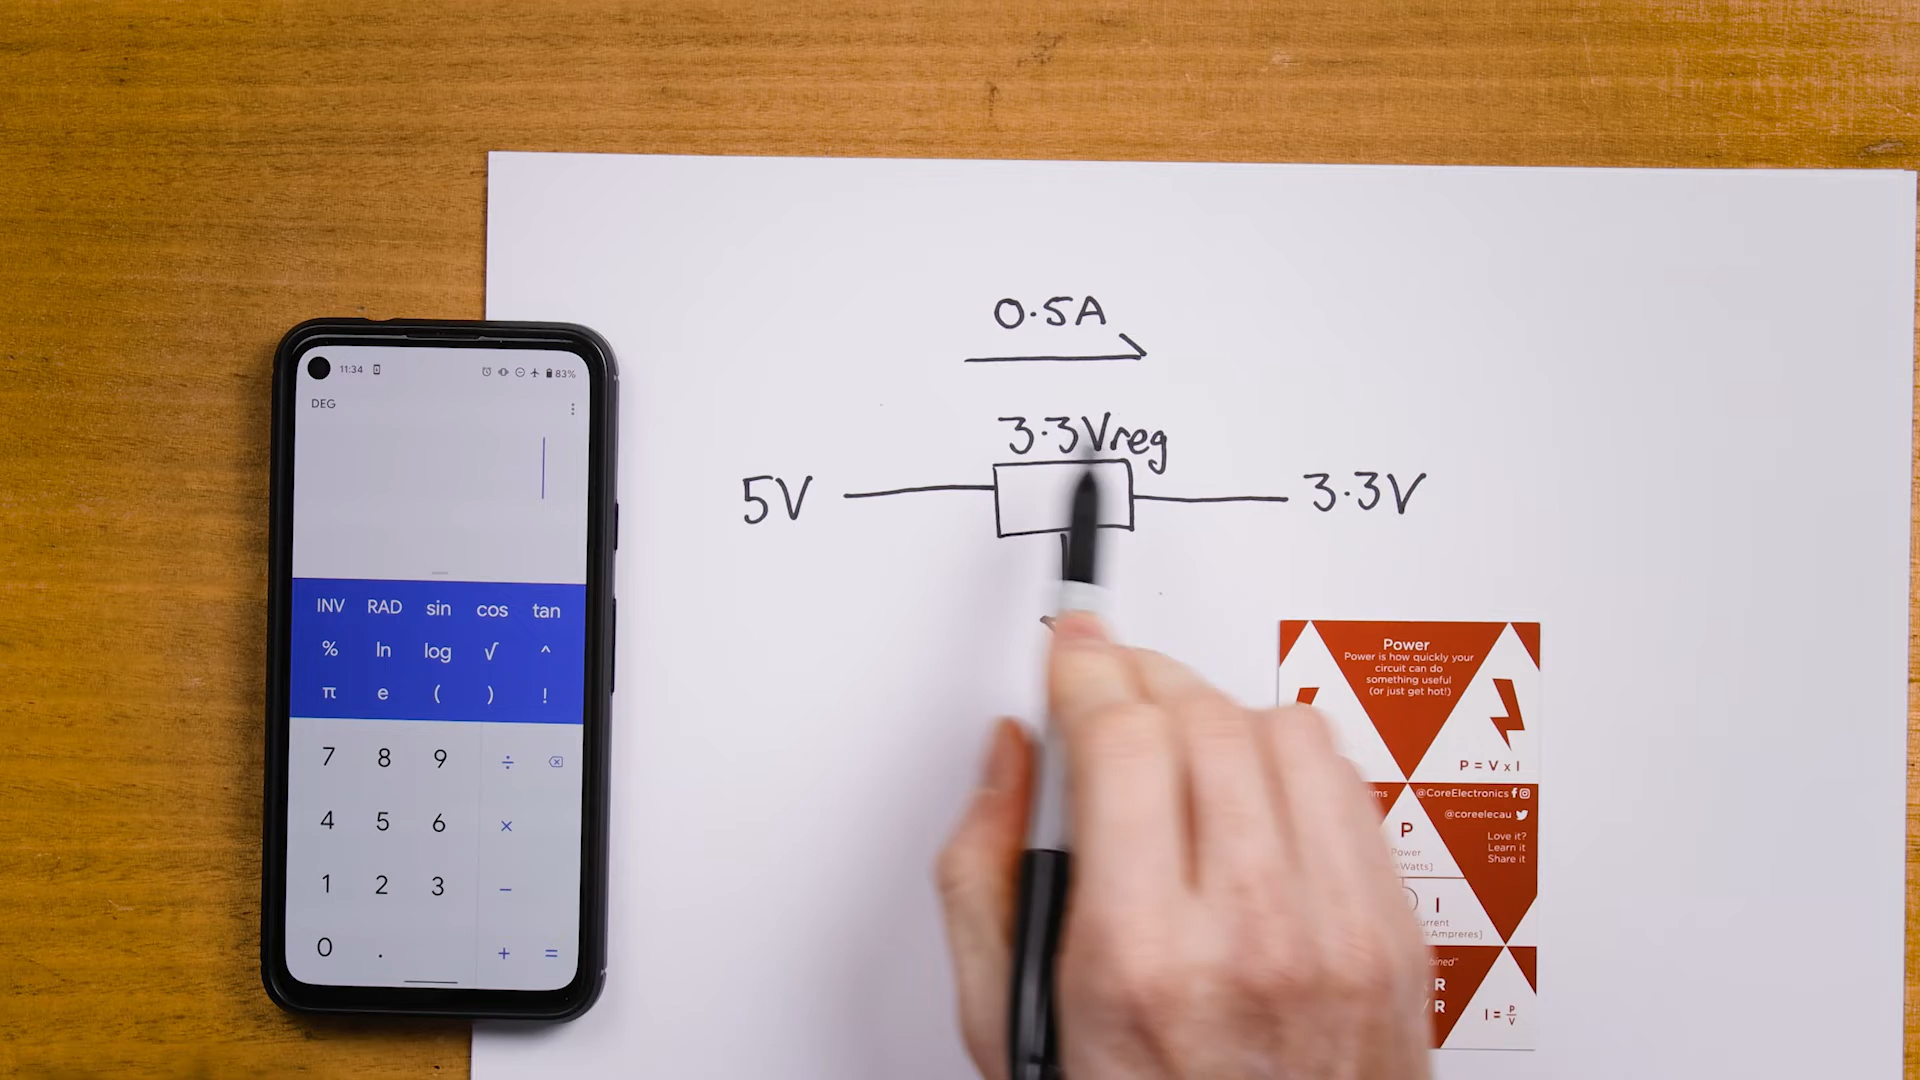 0.5A
3.3Vreg
5V
3.3V
11:34
83%
DEG
INV RAD sin cos tan
% ln log √ ^
π e ( ) !
7 8 9 ÷
4 5 6 ×
1 2 3 −
0 . + =
Power
Power is how quickly your
circuit can do
something useful
(or just get hot!)
P = V x I
@CoreElectronics
@coreelecau
Love it?
Learn it
Share it
P
Power
=Watts]
I
=Ampreres]
R
/R
I = P/V